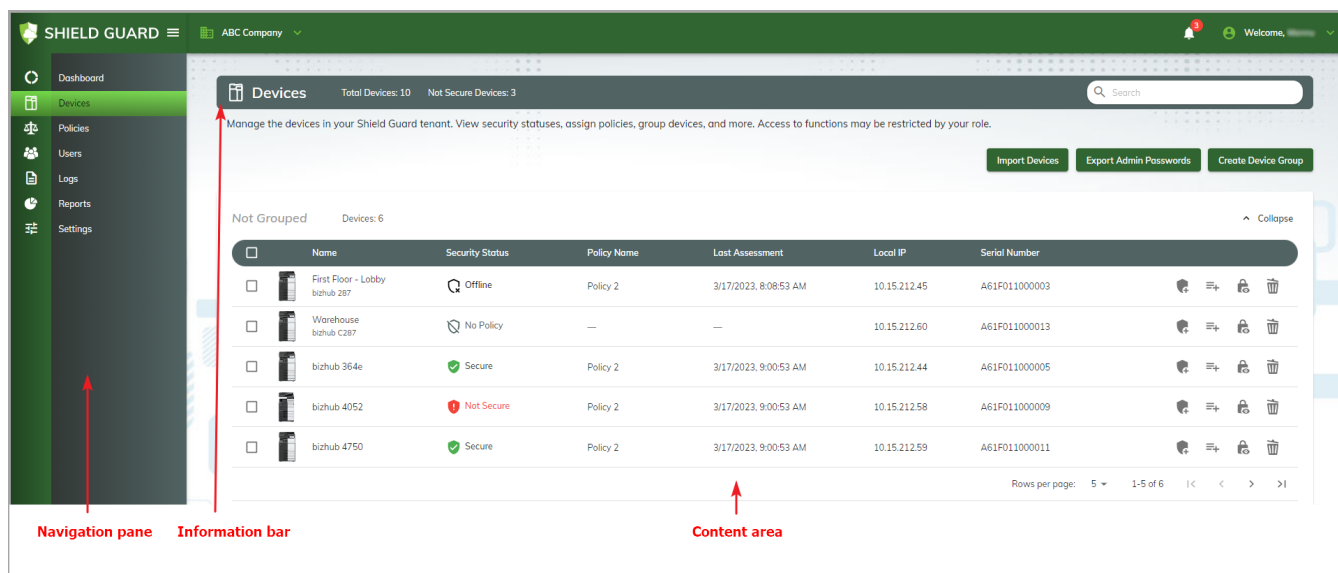 SHIELD GUARD
ABC Company
3
Welcome,
Dashboard
Devices
Policies
Users
Logs
Reports
Settings
Devices Total Devices: 10 Not Secure Devices: 3 Search
Manage the devices in your Shield Guard tenant. View security statuses, assign policies, group devices, and more. Access to functions may be restricted by your role.
Import Devices Export Admin Passwords Create Device Group
Not Grouped Devices: 6 Collapse
Name Security Status Policy Name Last Assessment Local IP Serial Number
First Floor - Lobby
bizhub 287
Offline Policy 2 3/17/2023, 8:08:53 AM 10.15.212.45 A61F011000003
Warehouse
bizhub C287
No Policy — — 10.15.212.60 A61F011000013
bizhub 364e Secure Policy 2 3/17/2023, 9:00:53 AM 10.15.212.44 A61F011000005
bizhub 4052 Not Secure Policy 2 3/17/2023, 9:00:53 AM 10.15.212.58 A61F011000009
bizhub 4750 Secure Policy 2 3/17/2023, 9:00:53 AM 10.15.212.59 A61F011000011
Rows per page: 5 1-5 of 6
Navigation pane Information bar Content area